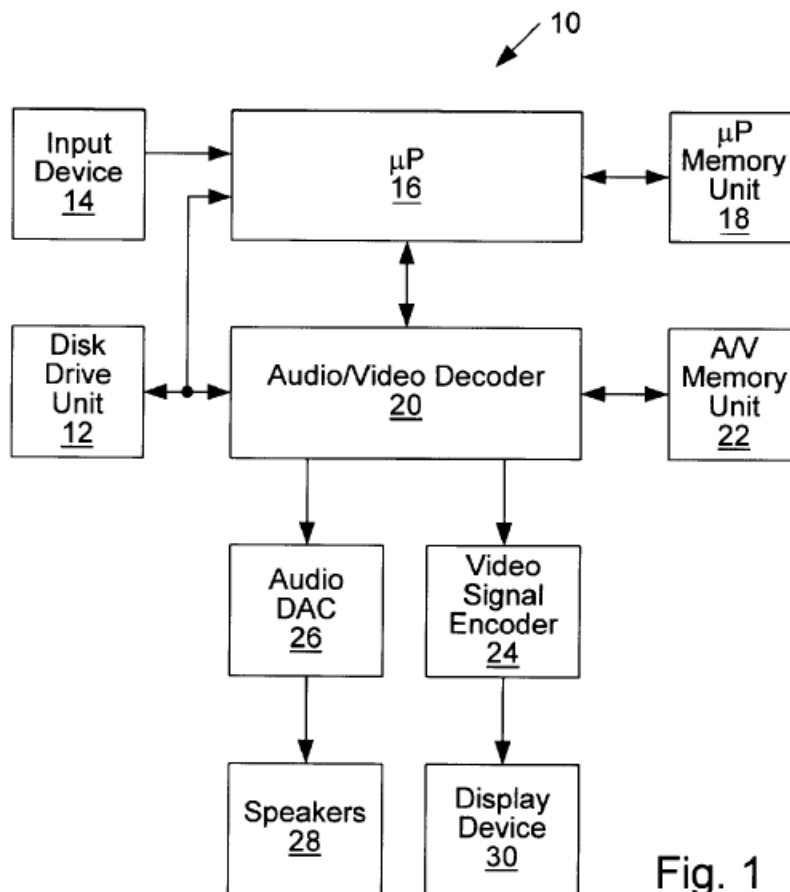 10
Input
Device
14
μP
16
μP
Memory
Unit
18
Disk
Drive
Unit
12
Audio/Video Decoder
20
A/V
Memory
Unit
22
Audio
DAC
26
Video
Signal
Encoder
24
Speakers
28
Display
Device
30
Fig. 1